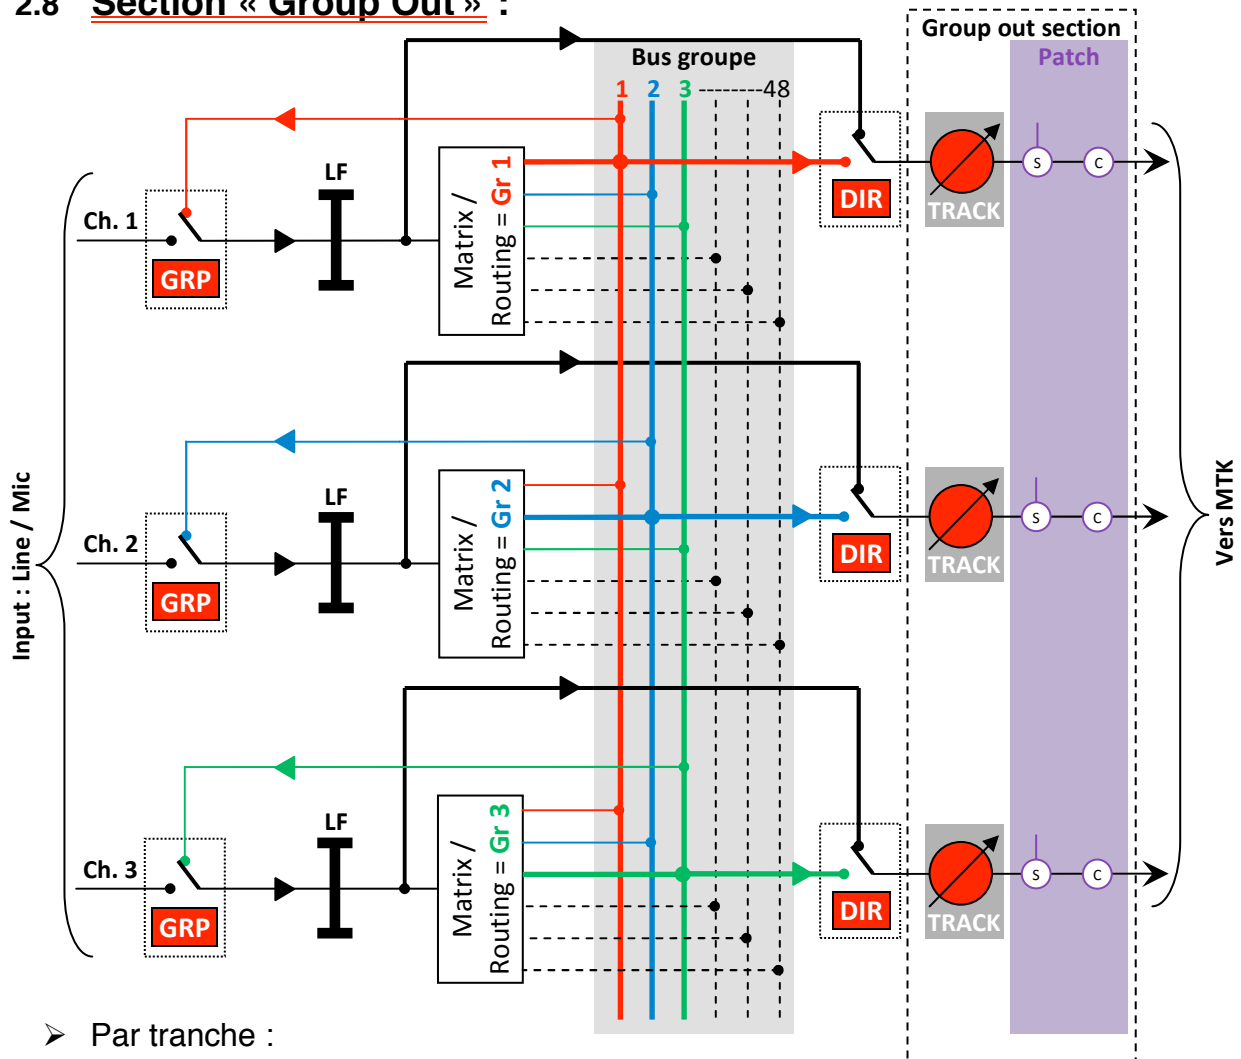 2.8 Section « Group Out » :
Group out section
Patch
Bus groupe
1 2 3 ---------48
Input : Line / Mic
Ch. 1
GRP
LF
Matrix /
Routing = Gr 1
DIR
TRACK
S
C
Ch. 2
GRP
LF
Matrix /
Routing = Gr 2
DIR
TRACK
S
C
Ch. 3
GRP
LF
Matrix /
Routing = Gr 3
DIR
TRACK
S
C
Vers MTK
➢ Par tranche :